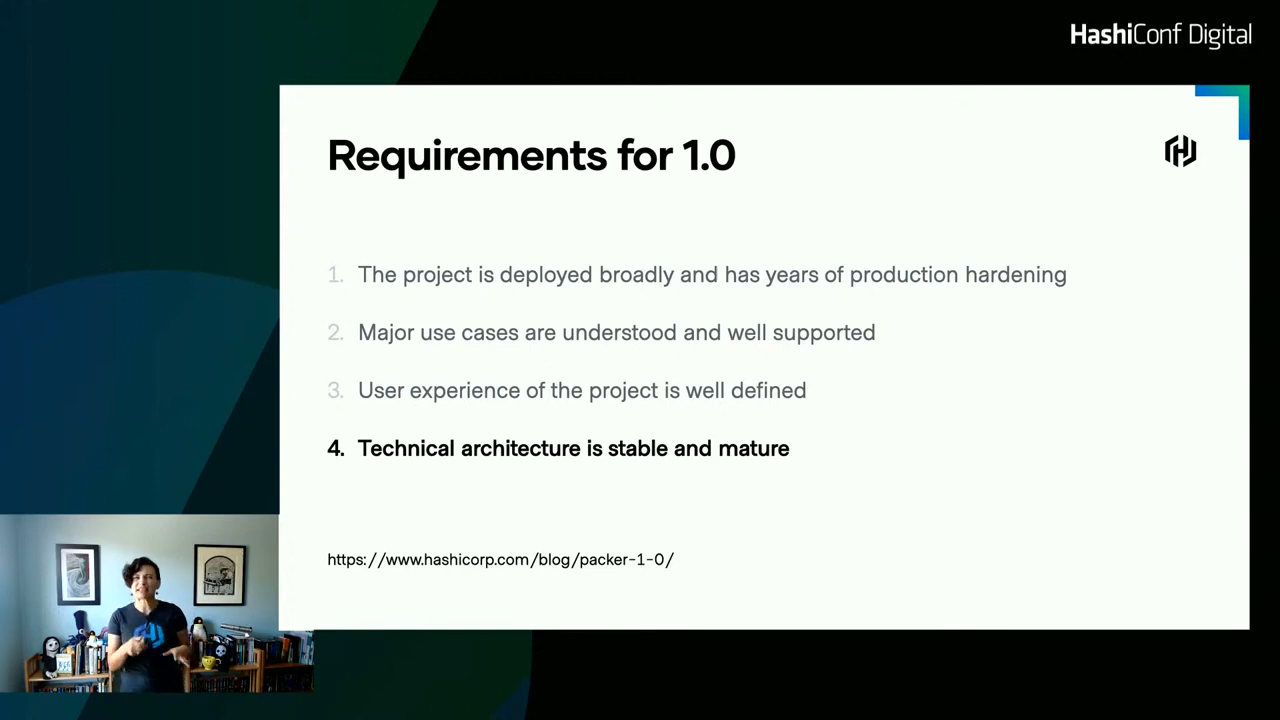 HashiConf Digital
Requirements for 1.0
1. The project is deployed broadly and has years of production hardening
2. Major use cases are understood and well supported
3. User experience of the project is well defined
4. Technical architecture is stable and mature
https://www.hashicorp.com/blog/packer-1-0/